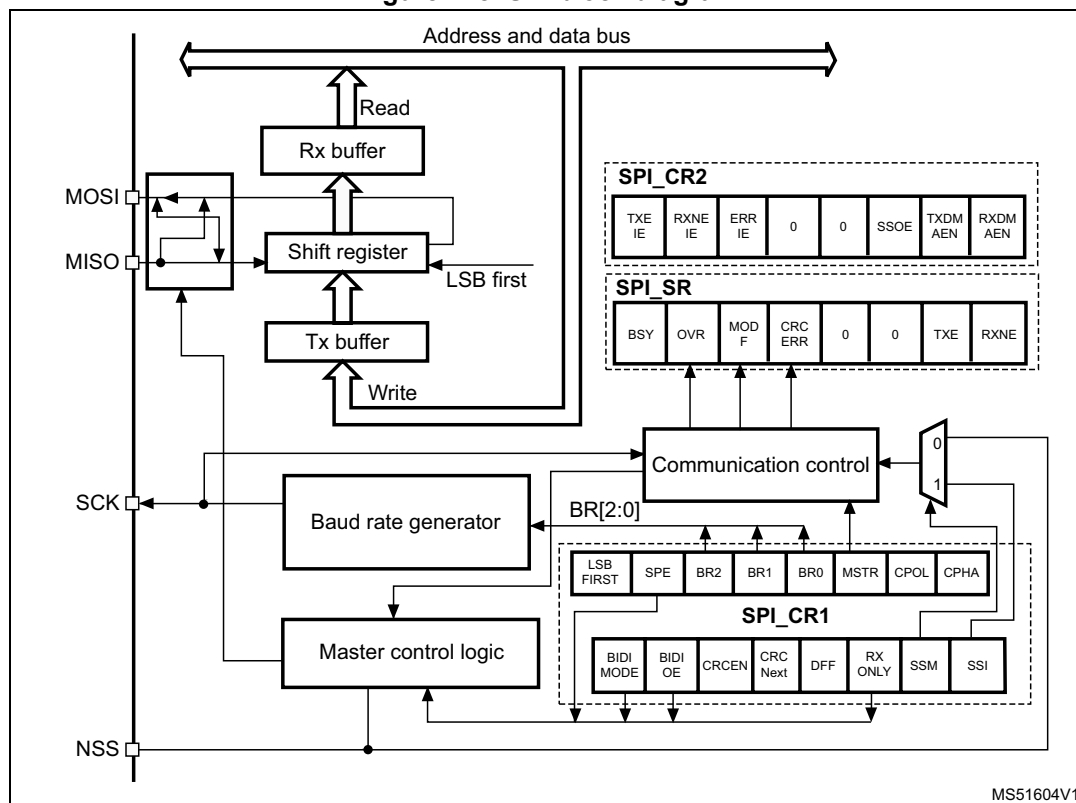 Address and data bus
Read
Rx buffer
MOSI
MISO
Shift register
LSB first
Tx buffer
Write
SPI_CR2
TXE
IE
RXNE
IE
ERR
IE
0
0
SSOE
TXDM
AEN
RXDM
AEN
SPI_SR
BSY
OVR
MOD
F
CRC
ERR
0
0
TXE
RXNE
Communication control
0
1
SCK
Baud rate generator
BR[2:0]
LSB
FIRST
SPE
BR2
BR1
BR0
MSTR
CPOL
CPHA
SPI_CR1
Master control logic
BIDI
MODE
BIDI
OE
CRCEN
CRC
Next
DFF
RX
ONLY
SSM
SSI
NSS
MS51604V1